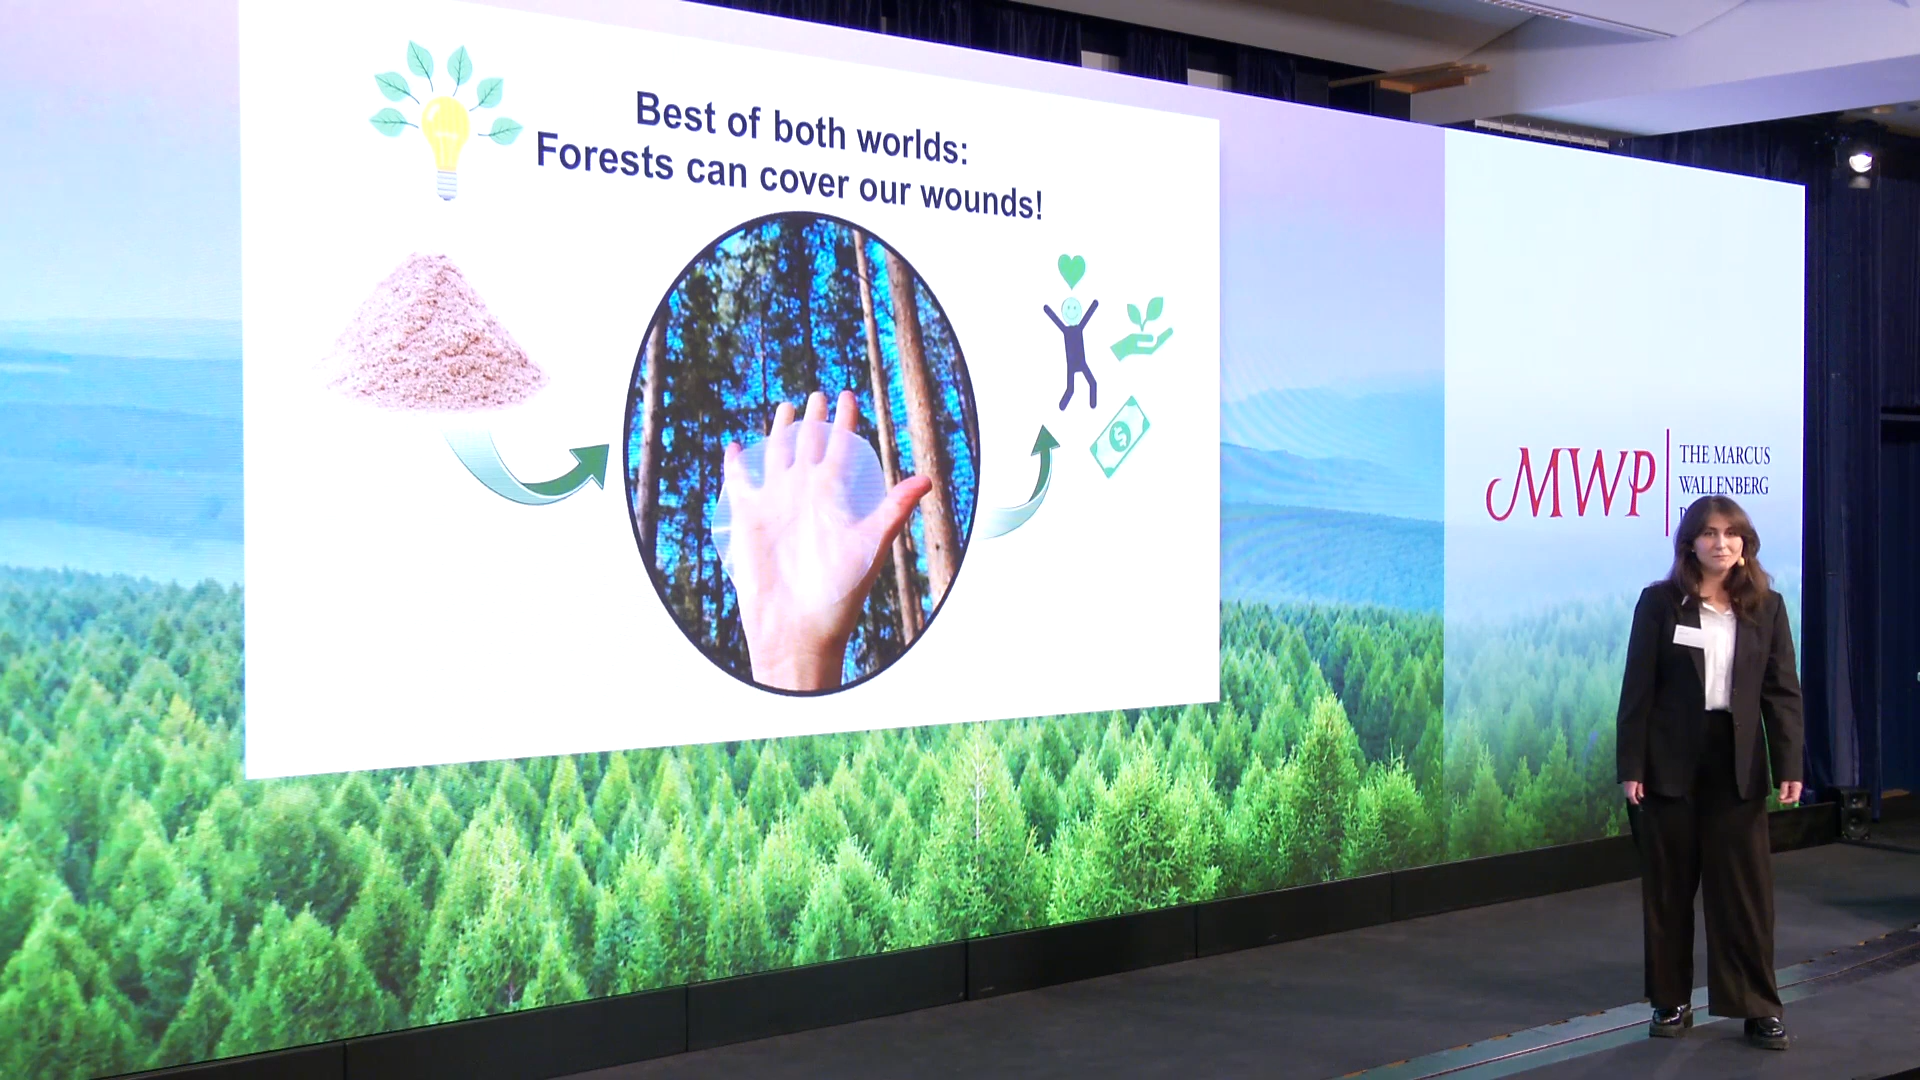 Best of both worlds:
Forests can cover our wounds!
MWP
THE MARCUS
WALLENBERG